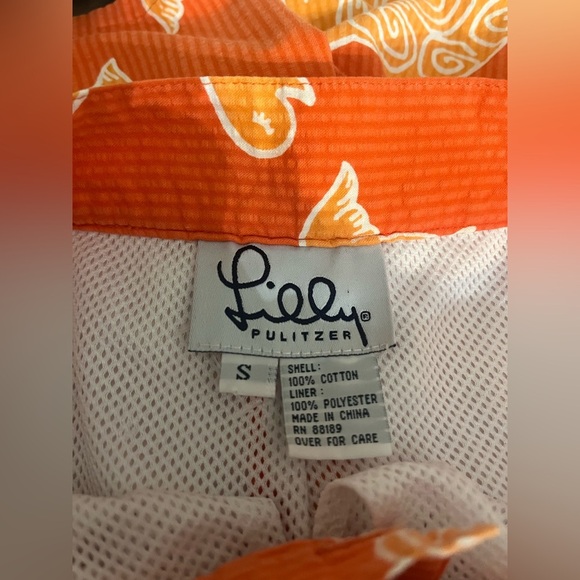 Lilly®
PULITZER
S
SHELL:
100% COTTON
LINER :
100% POLYESTER
MADE IN CHINA
RN 88189
OVER FOR CARE